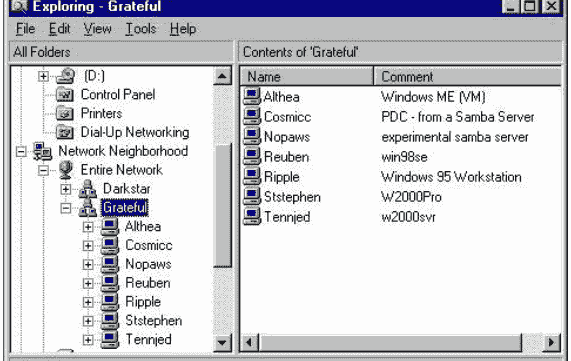 Exploring - Grateful
File Edit View Tools Help
All Folders
Contents of 'Grateful'
(D:)
Control Panel
Printers
Dial-Up Networking
Network Neighborhood
Entire Network
Darkstar
Grateful
Althea
Cosmicc
Nopaws
Reuben
Ripple
Ststephen
Tennjed
Name Comment
Althea Windows ME (VM)
Cosmicc PDC - from a Samba Server
Nopaws experimental samba server
Reuben win98se
Ripple Windows 95 Workstation
Ststephen W2000Pro
Tennjed w2000svr